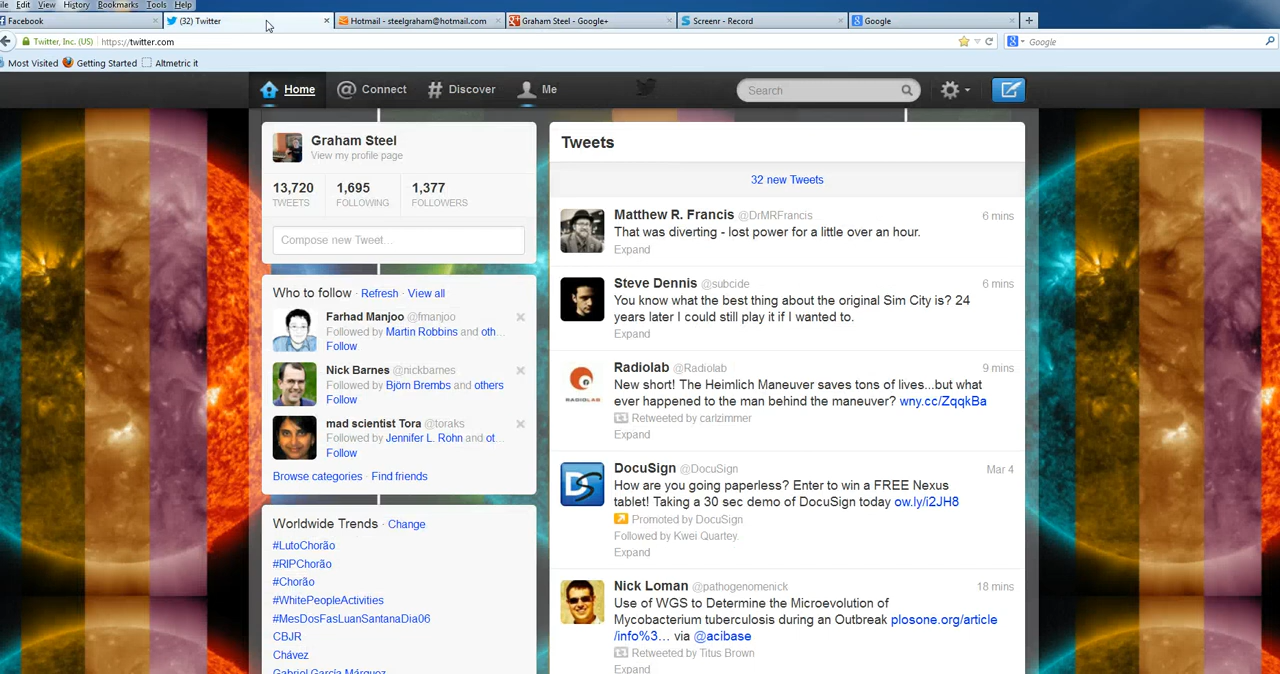 Edit View History Bookmarks Tools Help
Facebook
(32) Twitter
Hotmail - steelgraham@hotmail.com
Graham Steel - Google+
Screenr - Record
Google
Twitter, Inc. (US)
https://twitter.com
Google
Most Visited
Getting Started
Altmetric it
Home
Connect
Discover
Me
Search
Graham Steel
View my profile page
13,720
TWEETS
1,695
FOLLOWING
1,377
FOLLOWERS
Compose new Tweet...
Who to follow · Refresh · View all
Farhad Manjoo @fmanjoo
Followed by Martin Robbins and oth...
Follow
Nick Barnes @nickbarnes
Followed by Björn Brembs and others
Follow
mad scientist Tora @toraks
Followed by Jennifer L. Rohn and ot...
Follow
Browse categories · Find friends
Worldwide Trends · Change
#LutoChorão
#RIPChorão
#Chorão
#WhitePeopleActivities
#MesDosFasLuanSantanaDia06
CBJR
Chávez
Gabriel García Márquez
Tweets
32 new Tweets
Matthew R. Francis @DrMRFrancis 6 mins
That was diverting - lost power for a little over an hour.
Expand
Steve Dennis @subcide 6 mins
You know what the best thing about the original Sim City is? 24
years later I could still play it if I wanted to.
Expand
Radiolab @Radiolab 9 mins
New short! The Heimlich Maneuver saves tons of lives...but what
ever happened to the man behind the maneuver? wny.cc/ZqqkBa
Retweeted by carlzimmer
Expand
RADIOLAB
DocuSign @DocuSign Mar 4
How are you going paperless? Enter to win a FREE Nexus
tablet! Taking a 30 sec demo of DocuSign today ow.ly/i2JH8
Promoted by DocuSign
Followed by Kwei Quartey.
Expand
Nick Loman @pathogenomenick 18 mins
Use of WGS to Determine the Microevolution of
Mycobacterium tuberculosis during an Outbreak plosone.org/article
/info%3... via @acibase
Retweeted by Titus Brown
Expand